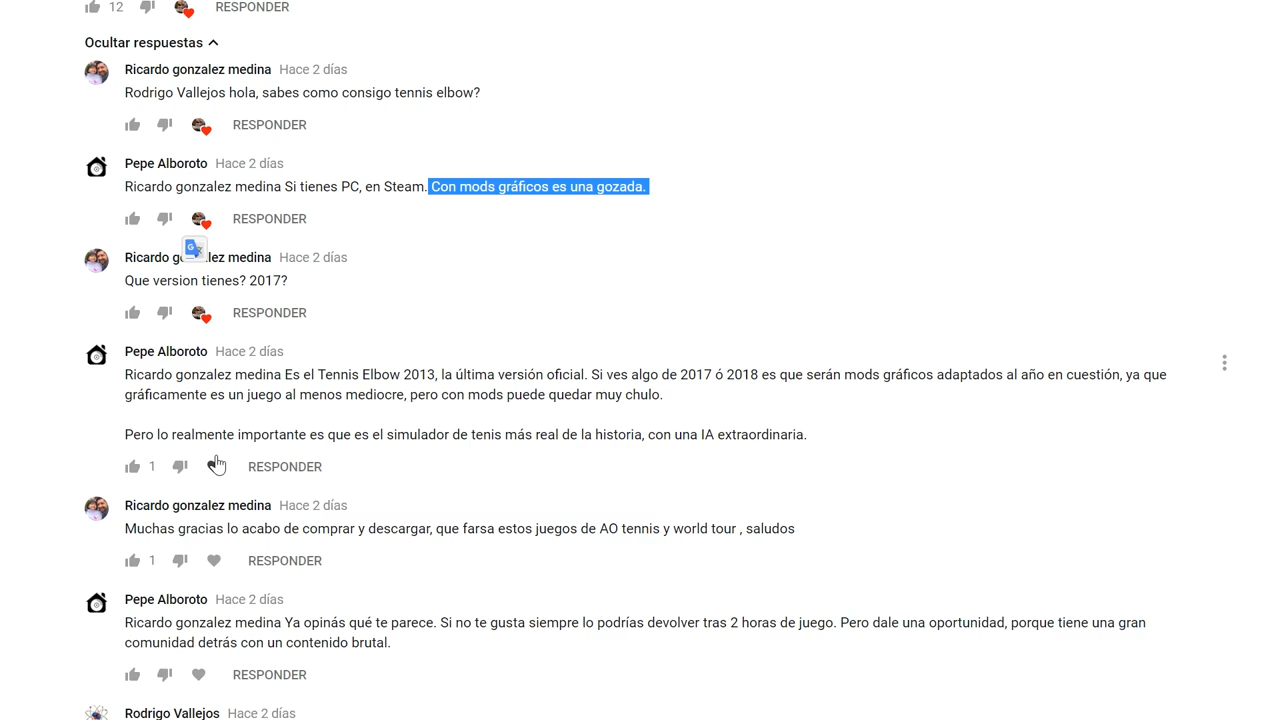 12 RESPONDER
Ocultar respuestas
Ricardo gonzalez medina Hace 2 días
Rodrigo Vallejos hola, sabes como consigo tennis elbow?
RESPONDER
Pepe Alboroto Hace 2 días
Ricardo gonzalez medina Si tienes PC, en Steam. Con mods gráficos es una gozada.
RESPONDER
Ricardo g lez medina Hace 2 días
Que version tienes? 2017?
RESPONDER
Pepe Alboroto Hace 2 días
Ricardo gonzalez medina Es el Tennis Elbow 2013, la última versión oficial. Si ves algo de 2017 ó 2018 es que serán mods gráficos adaptados al año en cuestión, ya que
gráficamente es un juego al menos mediocre, pero con mods puede quedar muy chulo.
Pero lo realmente importante es que es el simulador de tenis más real de la historia, con una IA extraordinaria.
1 RESPONDER
Ricardo gonzalez medina Hace 2 días
Muchas gracias lo acabo de comprar y descargar, que farsa estos juegos de AO tennis y world tour , saludos
1 RESPONDER
Pepe Alboroto Hace 2 días
Ricardo gonzalez medina Ya opinás qué te parece. Si no te gusta siempre lo podrías devolver tras 2 horas de juego. Pero dale una oportunidad, porque tiene una gran
comunidad detrás con un contenido brutal.
RESPONDER
Rodrigo Vallejos Hace 2 días